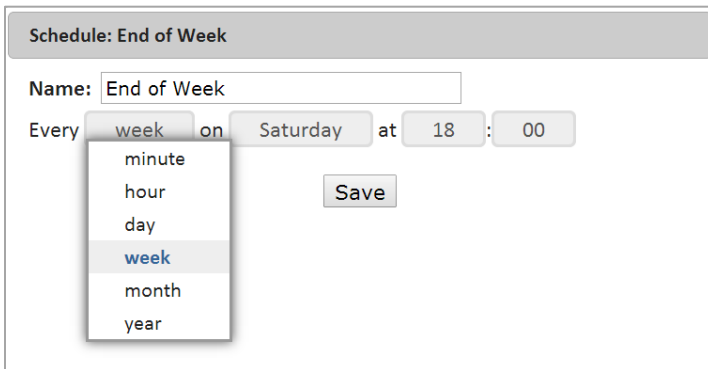 Schedule: End of Week
Name: End of Week
Every week on Saturday at 18 : 00
minute
hour
Save
day
week
month
year